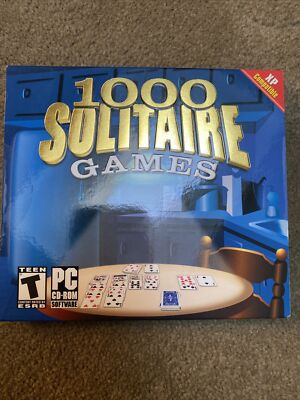 XP
Compatible
1000
SOLITAIRE
GAMES
TEEN
T
CONTENT RATED BY
ESRB
PC
CD-ROM
SOFTWARE